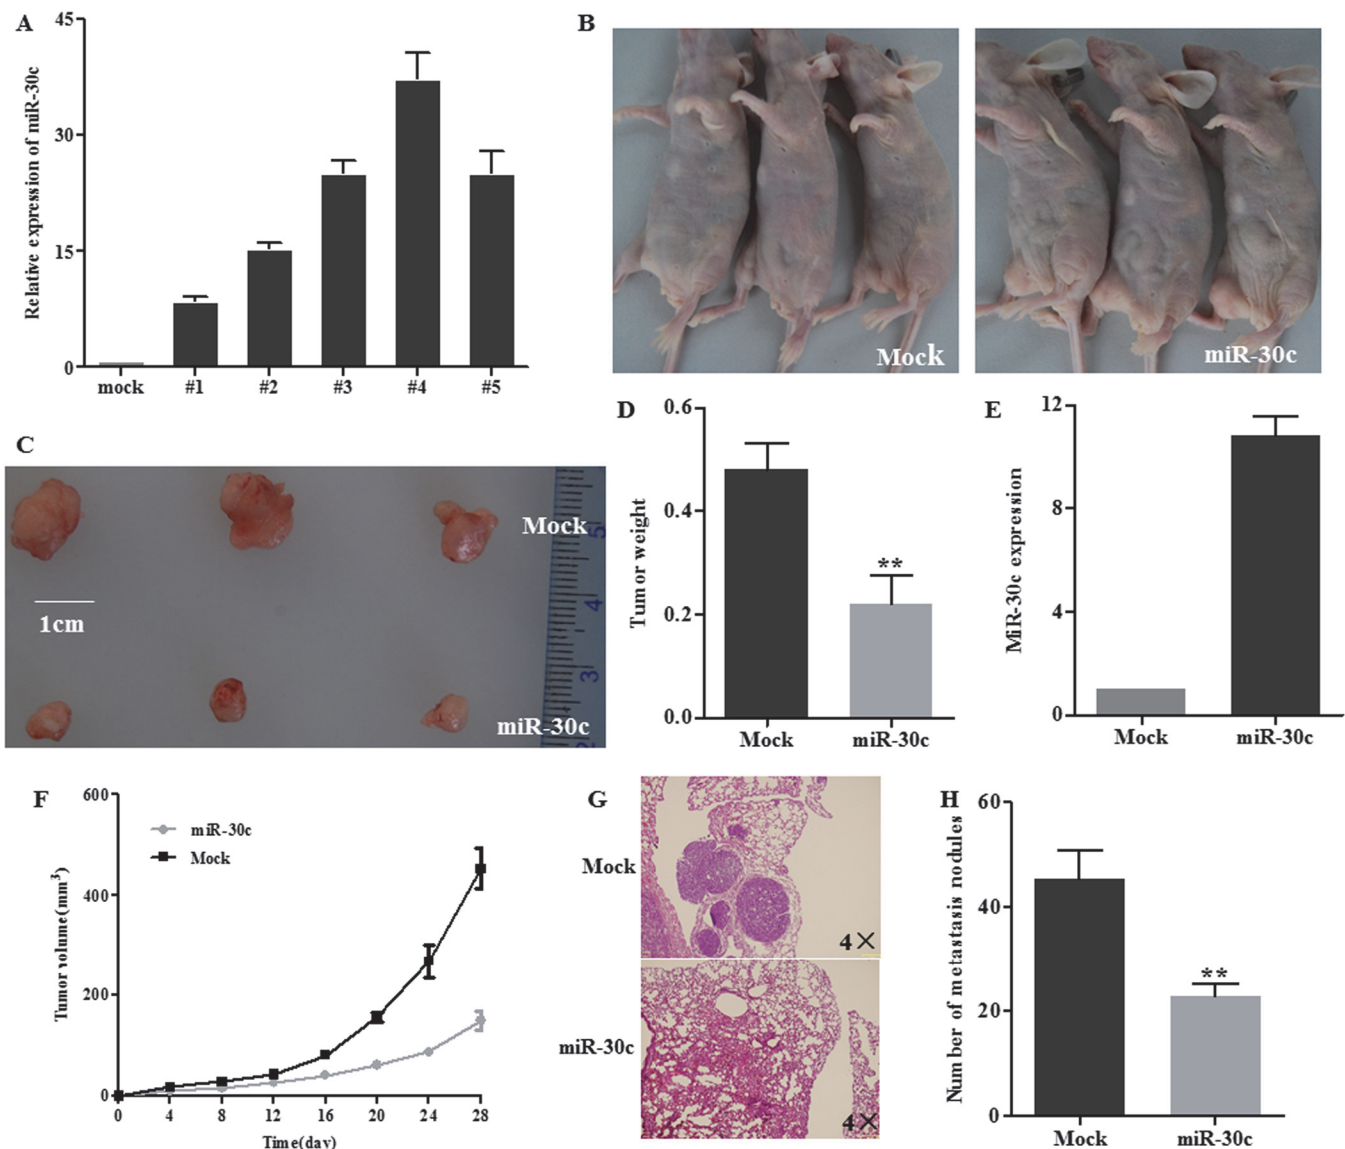 A
45
30
15
0
Relative expression of miR-30c
mock #1 #2 #3 #4 #5
B
Mock
miR-30c
C
Mock
1cm
miR-30c
5
4
3
2
D
0.6
0.4
0.2
0.0
Tumor weight
**
Mock miR-30c
E
12
8
4
0
MiR-30c expression
Mock miR-30c
F
600
400
200
0
Tumor volume(mm³)
miR-30c
Mock
0 4 8 12 16 20 24 28
Time(day)
G
Mock
4×
miR-30c
4×
H
60
40
20
0
Number of metastasis nodules
**
Mock miR-30c